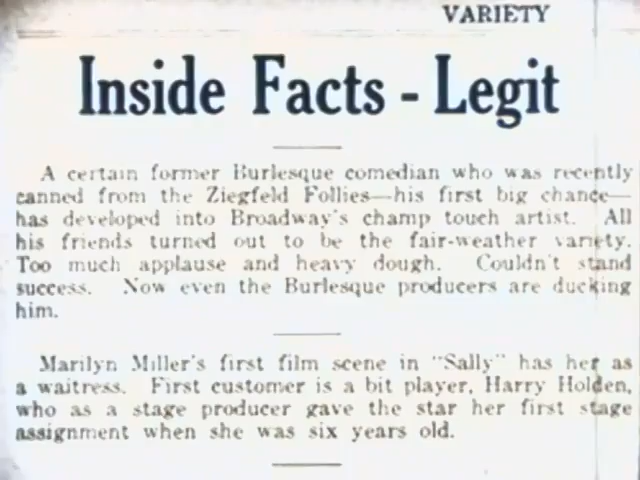 VARIETY
Inside Facts - Legit
A certain former Burlesque comedian who was recently
canned from the Ziegfeld Follies—his first big chance—
has developed into Broadway's champ touch artist. All
his friends turned out to be the fair-weather variety.
Too much applause and heavy dough. Couldn't stand
success. Now even the Burlesque producers are ducking
him.
Marilyn Miller's first film scene in "Sally" has her as
a waitress. First customer is a bit player, Harry Holden,
who as a stage producer gave the star her first stage
assignment when she was six years old.